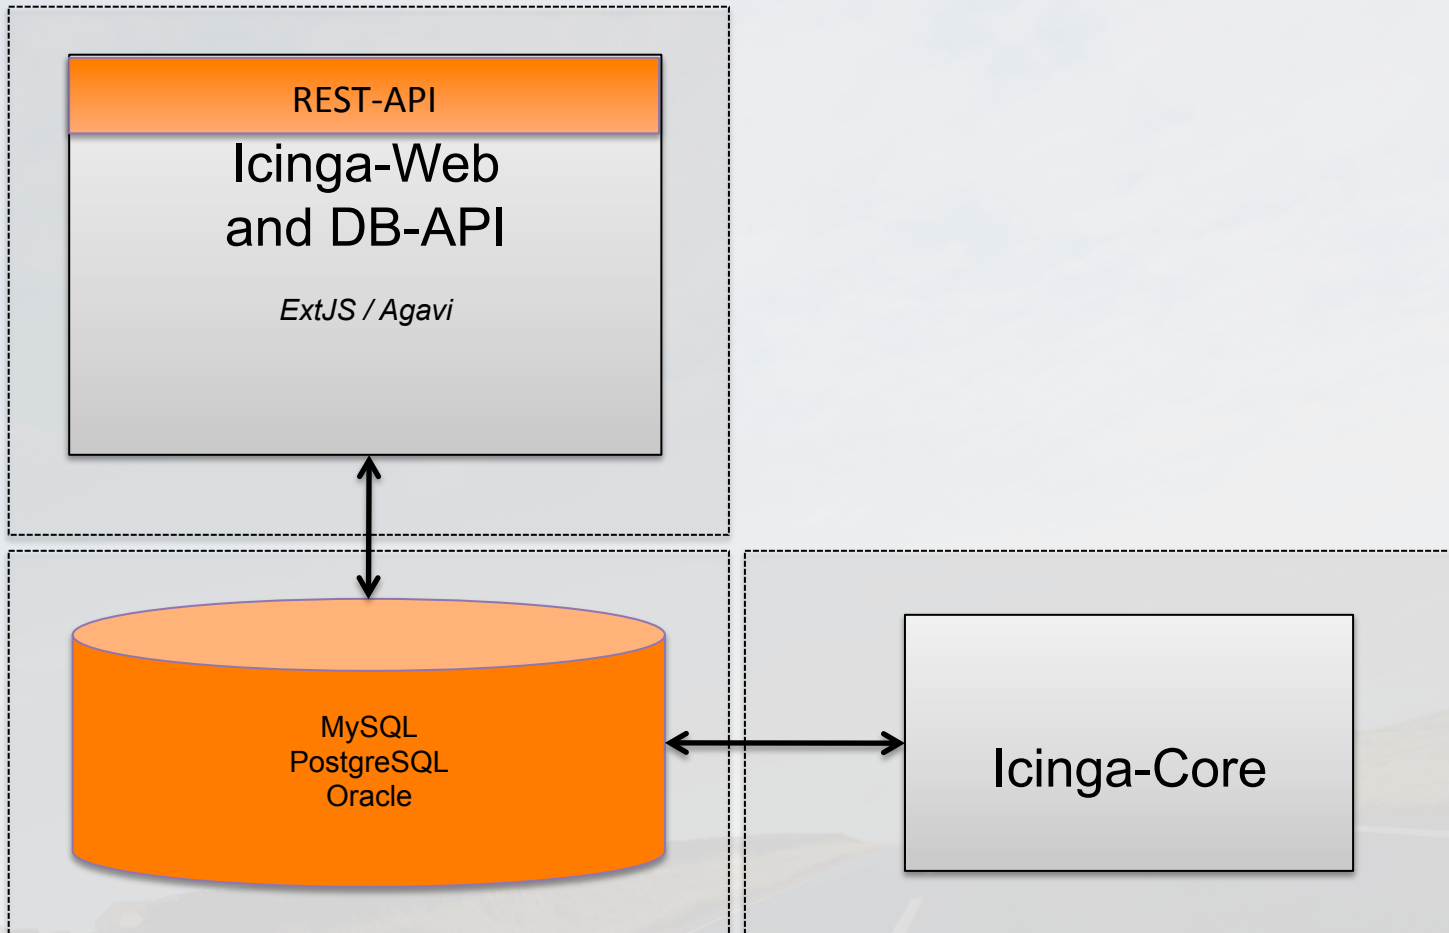 REST-API
Icinga-Web
and DB-API
ExtJS / Agavi
MySQL
PostgreSQL
Oracle
Icinga-Core